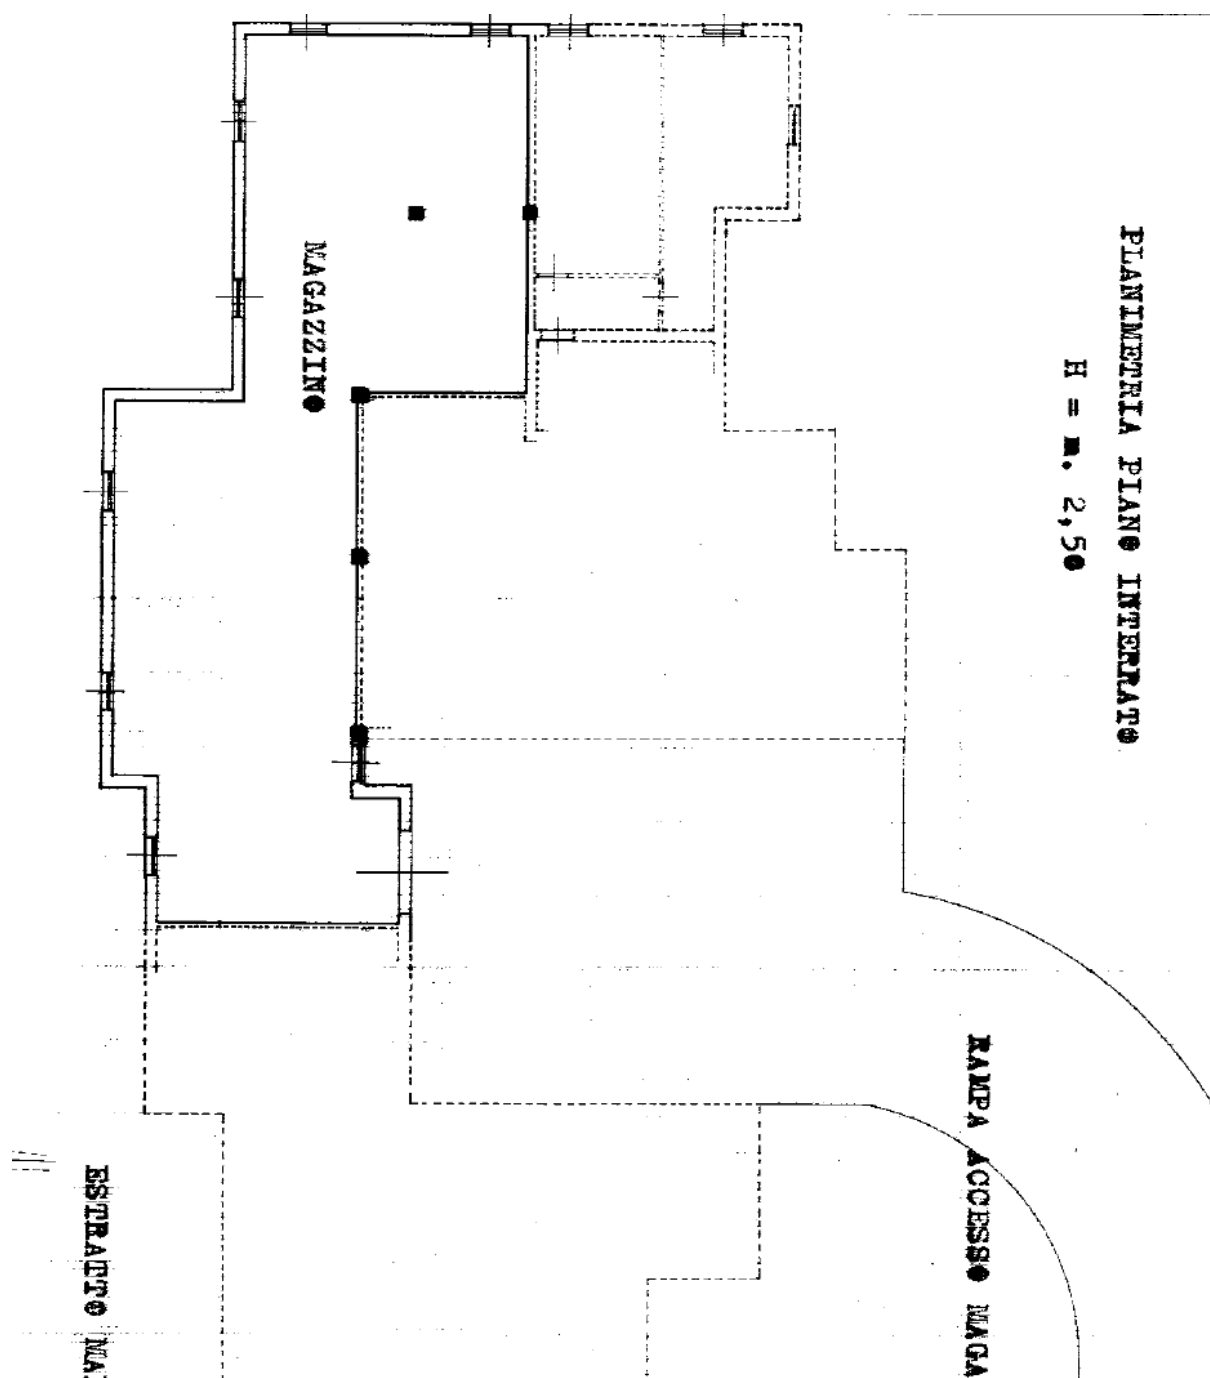 PLANIMETRIA PIANO INTERRATO
H = m. 2,50
MAGAZZINO
RAMPA ACCESSO MAGA
ESTRATTO MA